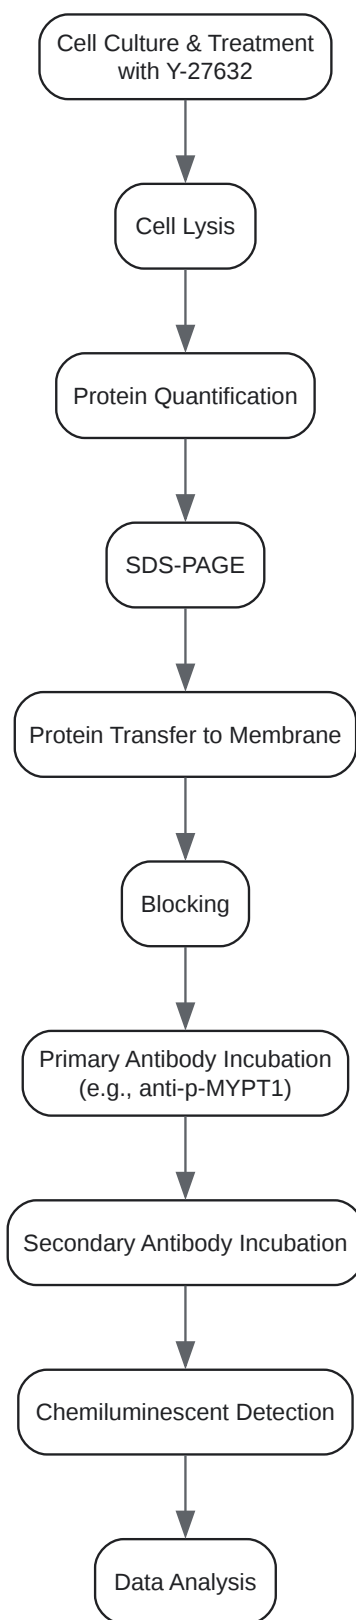 Cell Culture & Treatment
with Y-27632
Cell Lysis
Protein Quantification
SDS-PAGE
Protein Transfer to Membrane
Blocking
Primary Antibody Incubation
(e.g., anti-p-MYPT1)
Secondary Antibody Incubation
Chemiluminescent Detection
Data Analysis